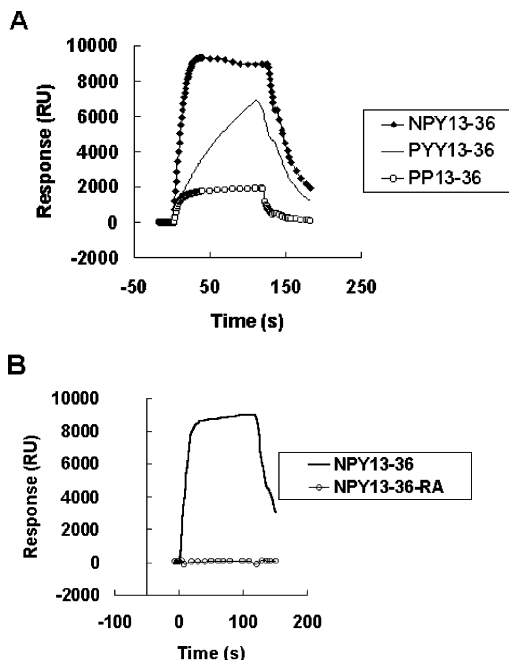 A
Response (RU)
10000
8000
6000
4000
2000
0
-2000
-50 50 150 250
Time (s)
NPY13-36
PYY13-36
PP13-36
B
Response (RU)
10000
8000
6000
4000
2000
0
-2000
-100 0 100 200
Time (s)
NPY13-36
NPY13-36-RA